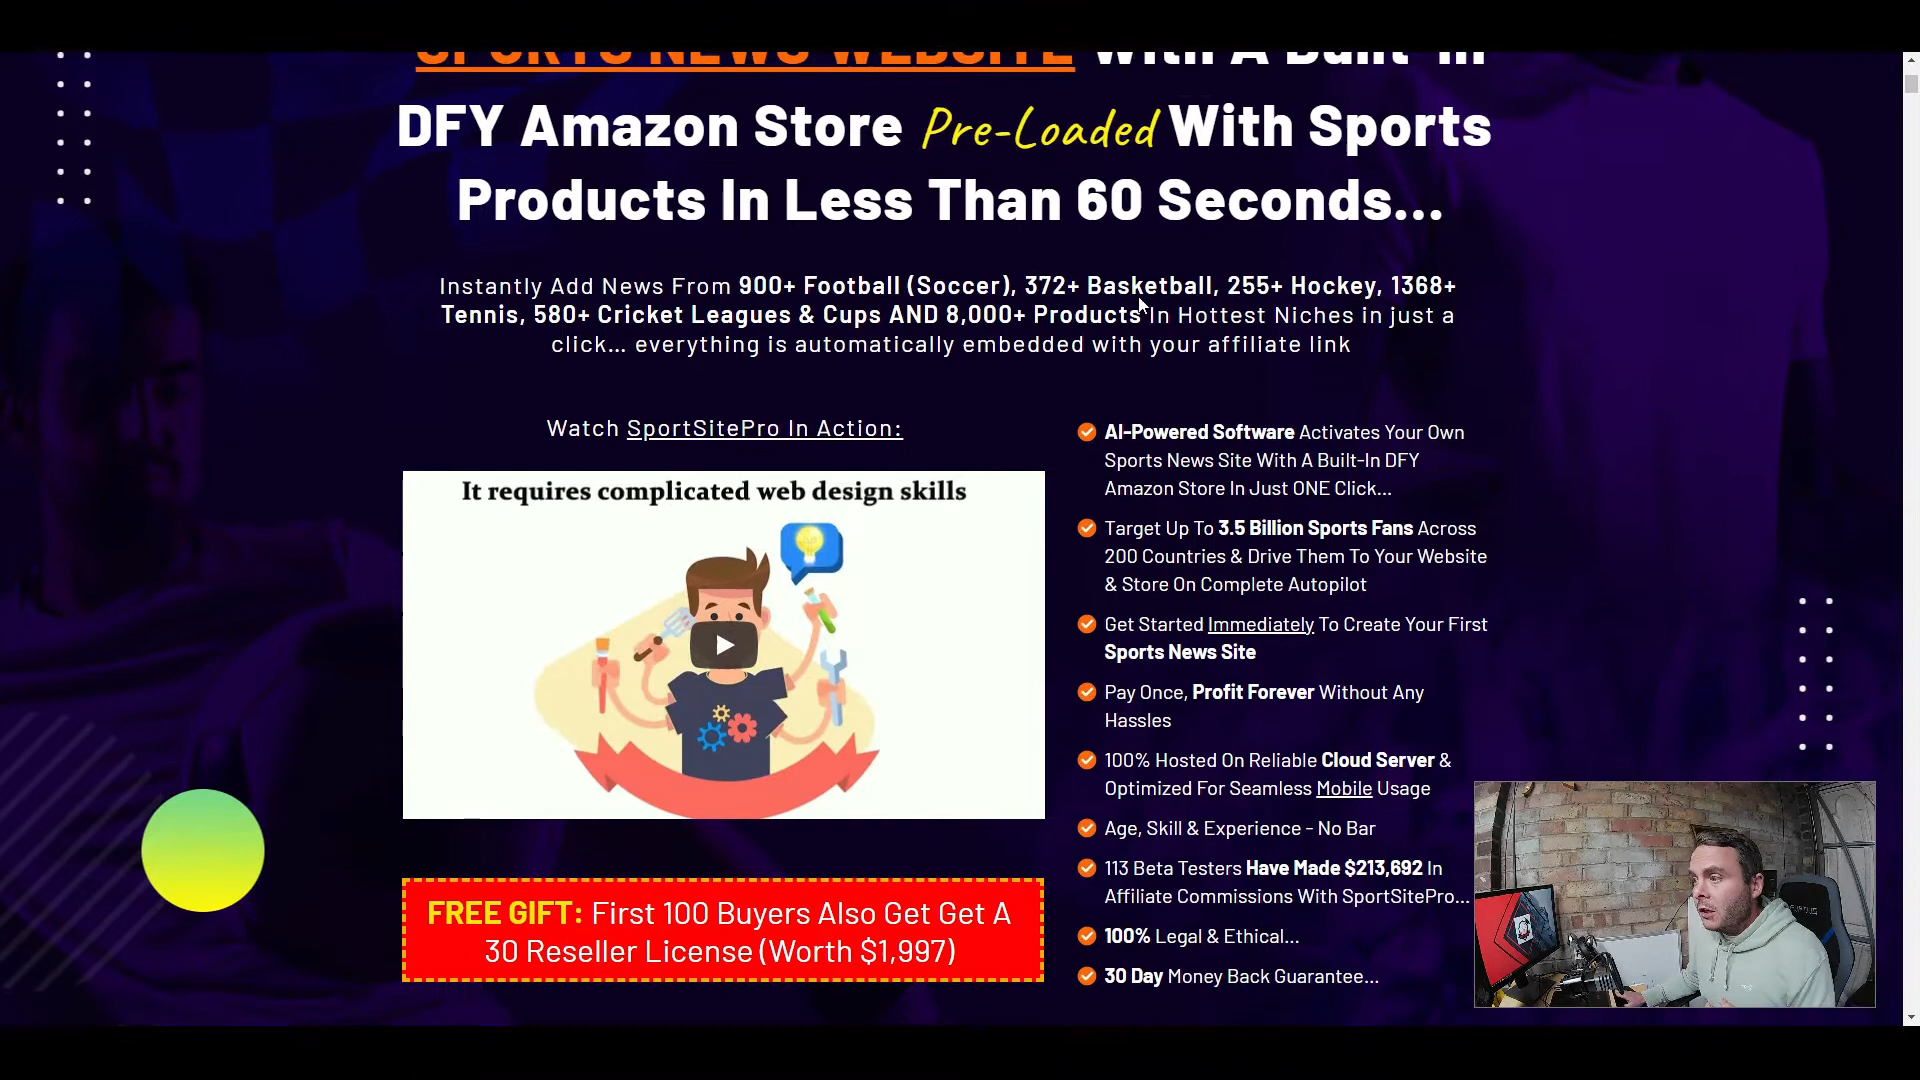 SPORTS NEWS WEBSITE With A Built-In
DFY Amazon Store Pre-Loaded With Sports
Products In Less Than 60 Seconds...
Instantly Add News From 900+ Football (Soccer), 372+ Basketball, 255+ Hockey, 1368+
Tennis, 580+ Cricket Leagues & Cups AND 8,000+ Products In Hottest Niches in just a
click... everything is automatically embedded with your affiliate link
Watch SportSitePro In Action:
It requires complicated web design skills
FREE GIFT: First 100 Buyers Also Get Get A
30 Reseller License (Worth $1,997)
AI-Powered Software Activates Your Own
Sports News Site With A Built-In DFY
Amazon Store In Just ONE Click...
Target Up To 3.5 Billion Sports Fans Across
200 Countries & Drive Them To Your Website
& Store On Complete Autopilot
Get Started Immediately To Create Your First
Sports News Site
Pay Once, Profit Forever Without Any
Hassles
100% Hosted On Reliable Cloud Server &
Optimized For Seamless Mobile Usage
Age, Skill & Experience - No Bar
113 Beta Testers Have Made $213,692 In
Affiliate Commissions With SportSitePro...
100% Legal & Ethical...
30 Day Money Back Guarantee...